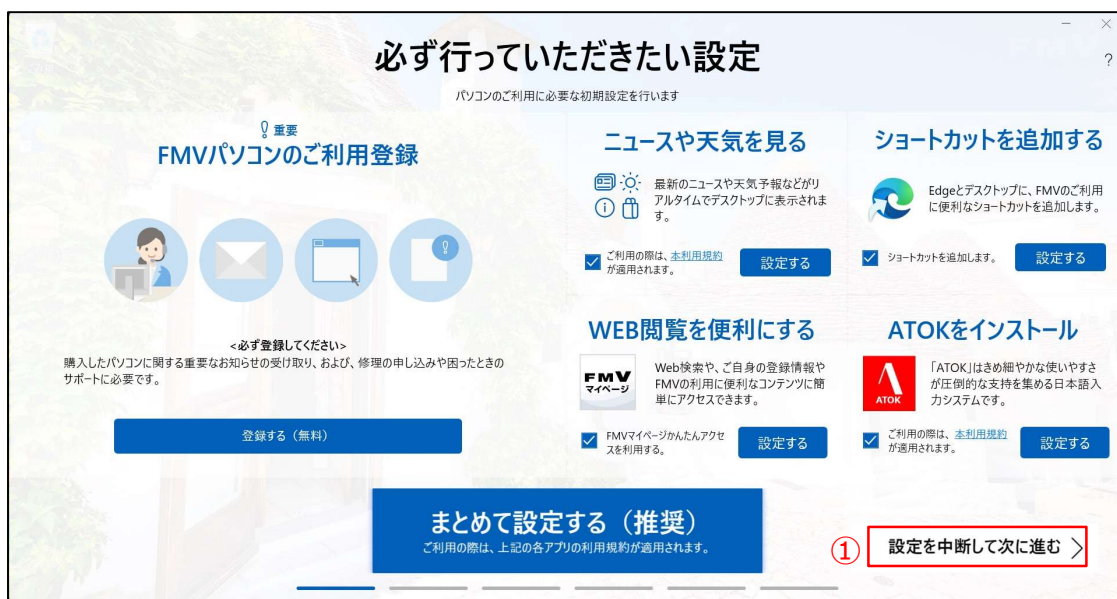 必ず行っていただきたい設定
?
パソコンのご利用に必要な初期設定を行います
重要
FMVパソコンのご利用登録
<必ず登録してください>
購入したパソコンに関する重要なお知らせの受け取り、および、修理の申し込みや困ったときの
サポートに必要です。
登録する（無料）
ニュースや天気を見る
最新のニュースや天気予報などがリ
アルタイムでデスクトップに表示されま
す。
ご利用の際は、本利用規約
が適用されます。
設定する
ショートカットを追加する
Edgeとデスクトップに、FMVのご利用
に便利なショートカットを追加します。
ショートカットを追加します。
設定する
WEB閲覧を便利にする
FMV
マイページ
Web検索や、ご自身の登録情報や
FMVの利用に便利なコンテンツに簡
単にアクセスできます。
FMVマイページかんたんアクセ
スを利用する。
設定する
ATOKをインストール
ATOK
「ATOK」はきめ細やかな使いやすさ
が圧倒的な支持を集める日本語入
力システムです。
ご利用の際は、本利用規約
が適用されます。
設定する
まとめて設定する（推奨）
ご利用の際は、上記の各アプリの利用規約が適用されます。
①
設定を中断して次に進む